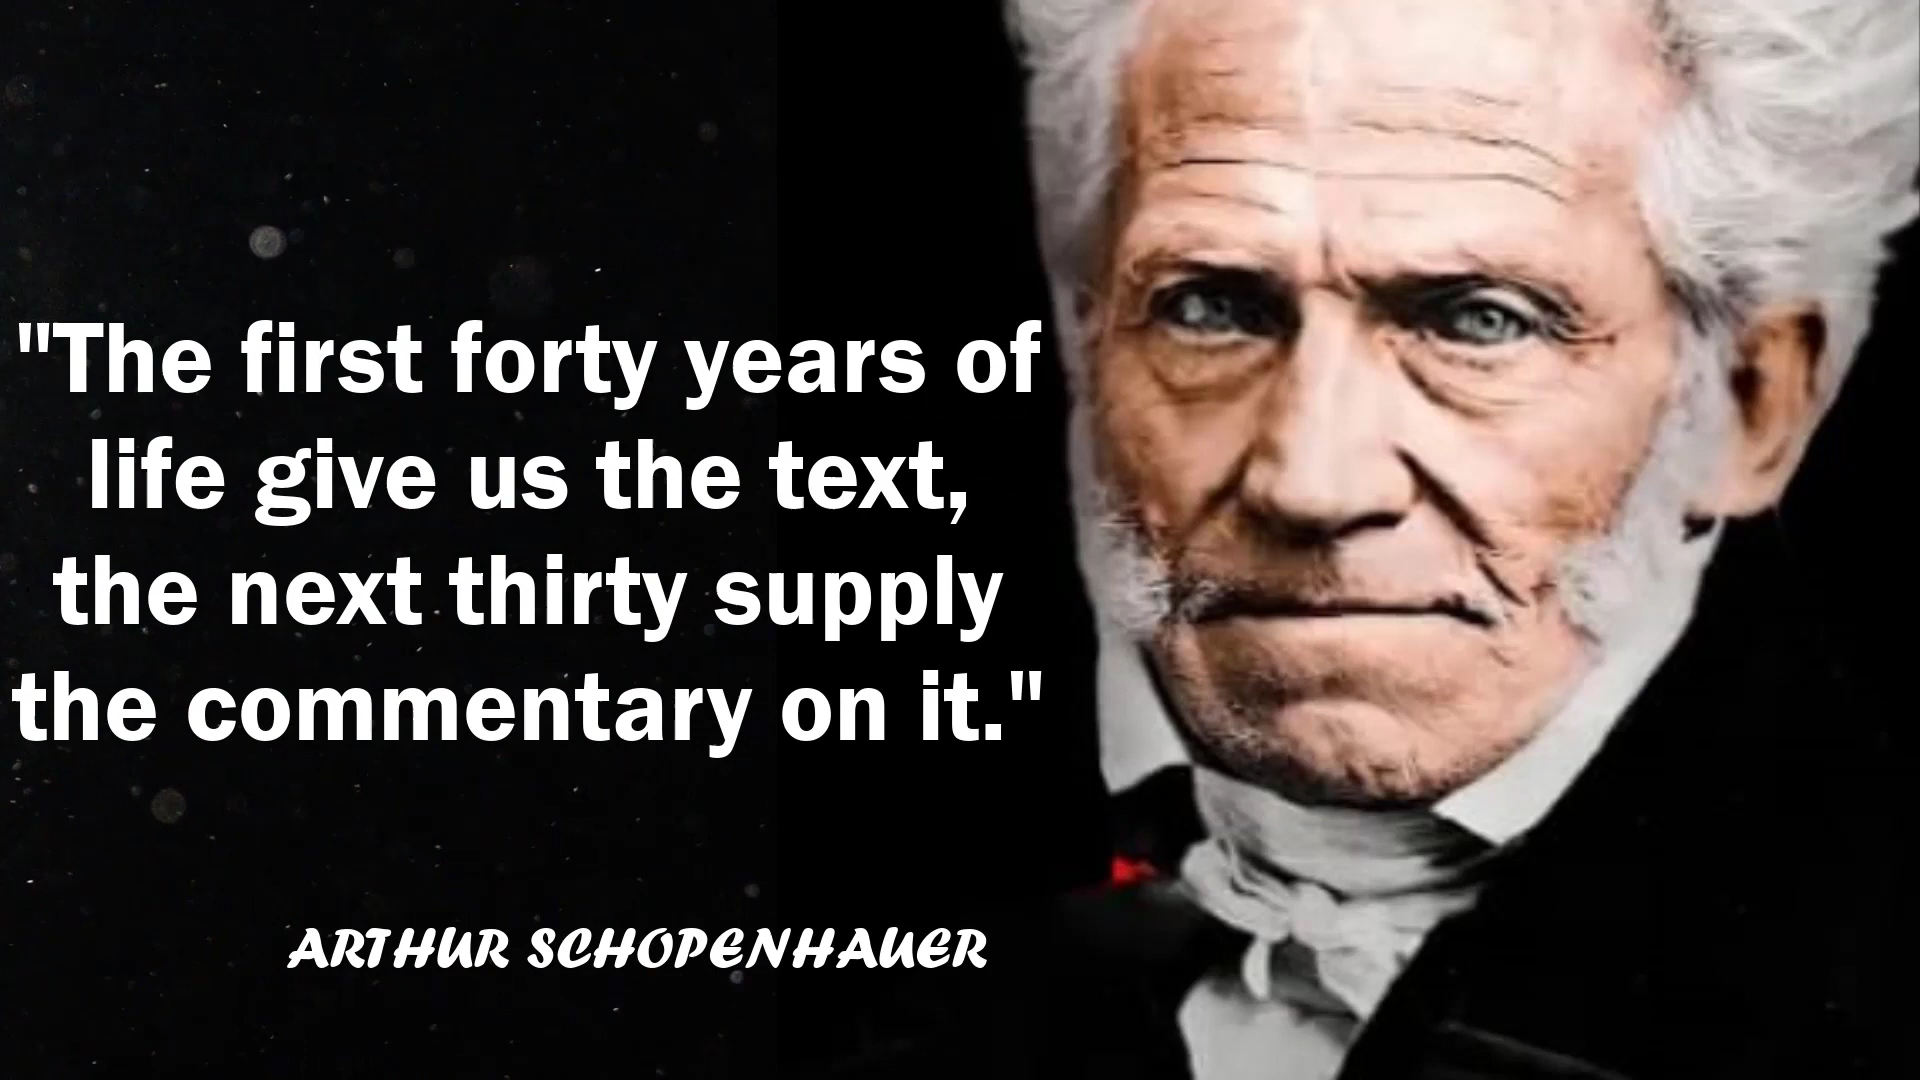 "The first forty years of
life give us the text,
the next thirty supply
the commentary on it."
ARTHUR SCHOPENHAUER